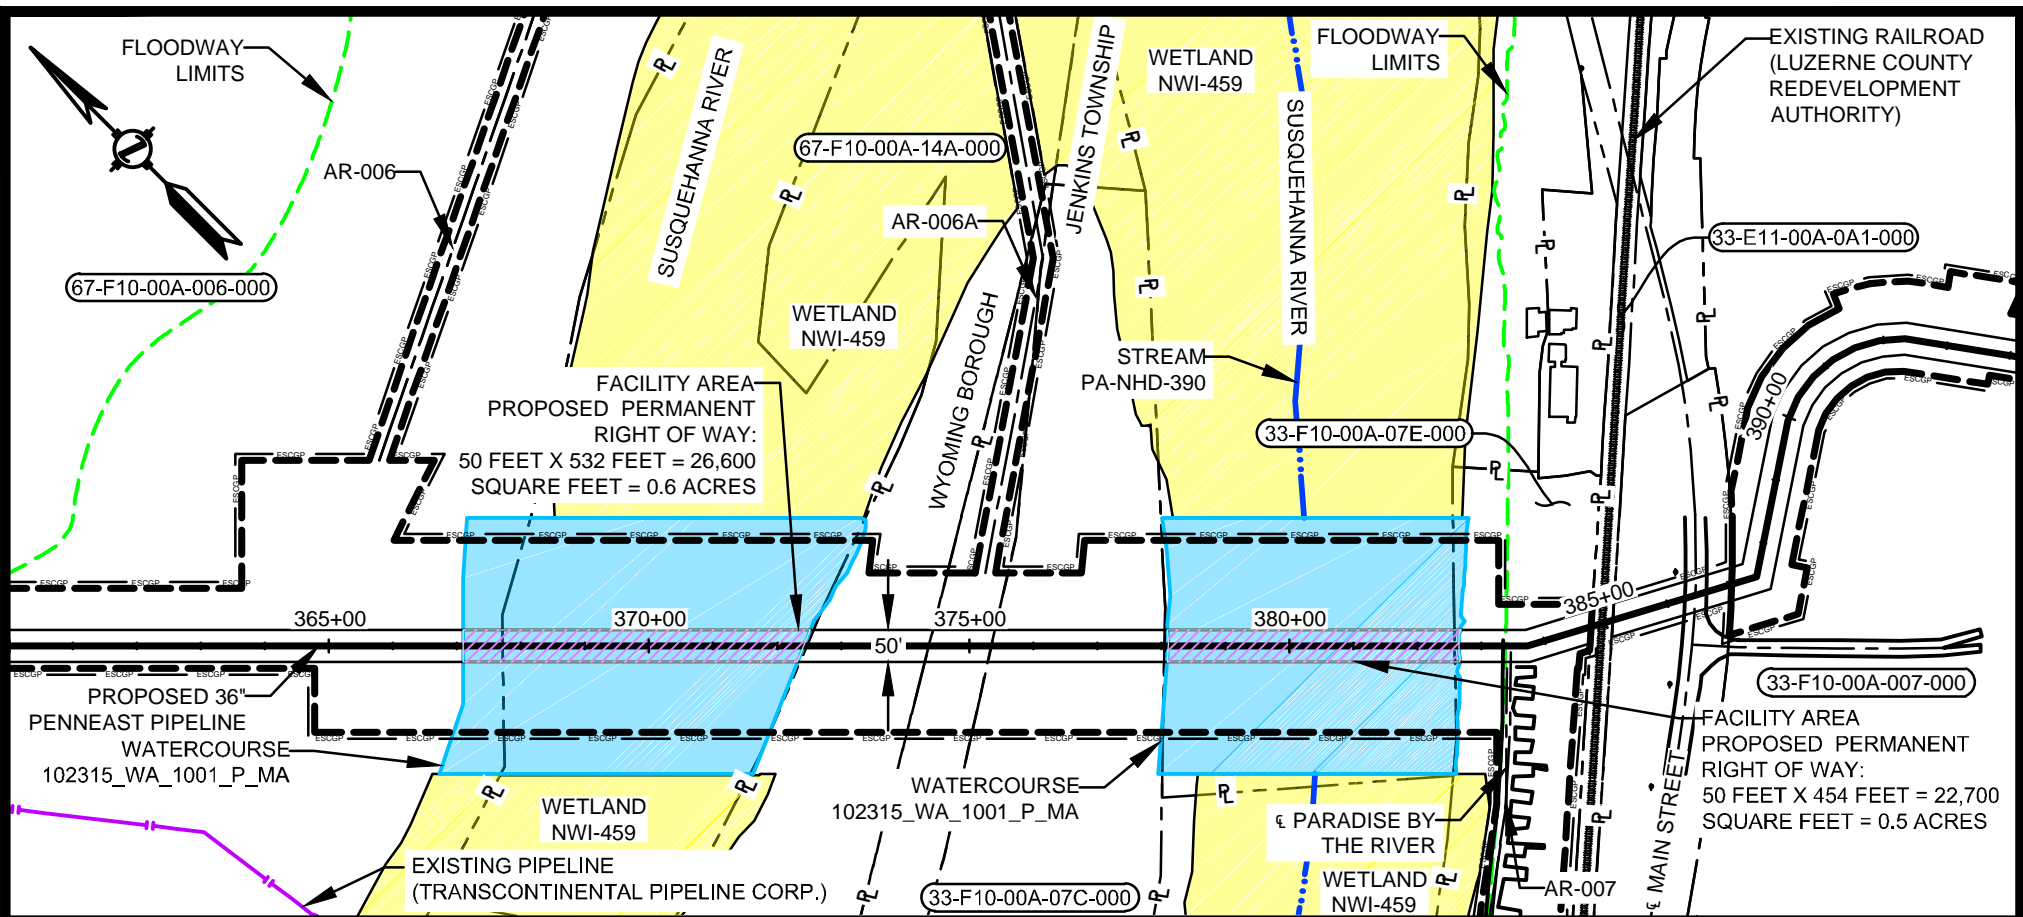 FLOODWAY
LIMITS
AR-006
67-F10-00A-006-000
SUSQUEHANNA RIVER
67-F10-00A-14A-000
AR-006A
WETLAND
NWI-459
JENKINS TOWNSHIP
WETLAND
NWI-459
SUSQUEHANNA RIVER
FLOODWAY
LIMITS
EXISTING RAILROAD
(LUZERNE COUNTY
REDEVELOPMENT
AUTHORITY)
33-E11-00A-0A1-000
WYOMING BOROUGH
STREAM
PA-NHD-390
33-F10-00A-07E-000
FACILITY AREA
PROPOSED PERMANENT
RIGHT OF WAY:
50 FEET X 532 FEET = 26,600
SQUARE FEET = 0.6 ACRES
390+00
365+00
370+00
375+00
380+00
385+00
50'
PROPOSED 36"
PENNEAST PIPELINE
WATERCOURSE
102315_WA_1001_P_MA
WETLAND
NWI-459
EXISTING PIPELINE
(TRANSCONTINENTAL PIPELINE CORP.)
WATERCOURSE
102315_WA_1001_P_MA
33-F10-00A-07C-000
℄ PARADISE BY
THE RIVER
WETLAND
NWI-459
AR-007
℄ MAIN STREET
33-F10-00A-007-000
FACILITY AREA
PROPOSED PERMANENT
RIGHT OF WAY:
50 FEET X 454 FEET = 22,700
SQUARE FEET = 0.5 ACRES
ESCGP